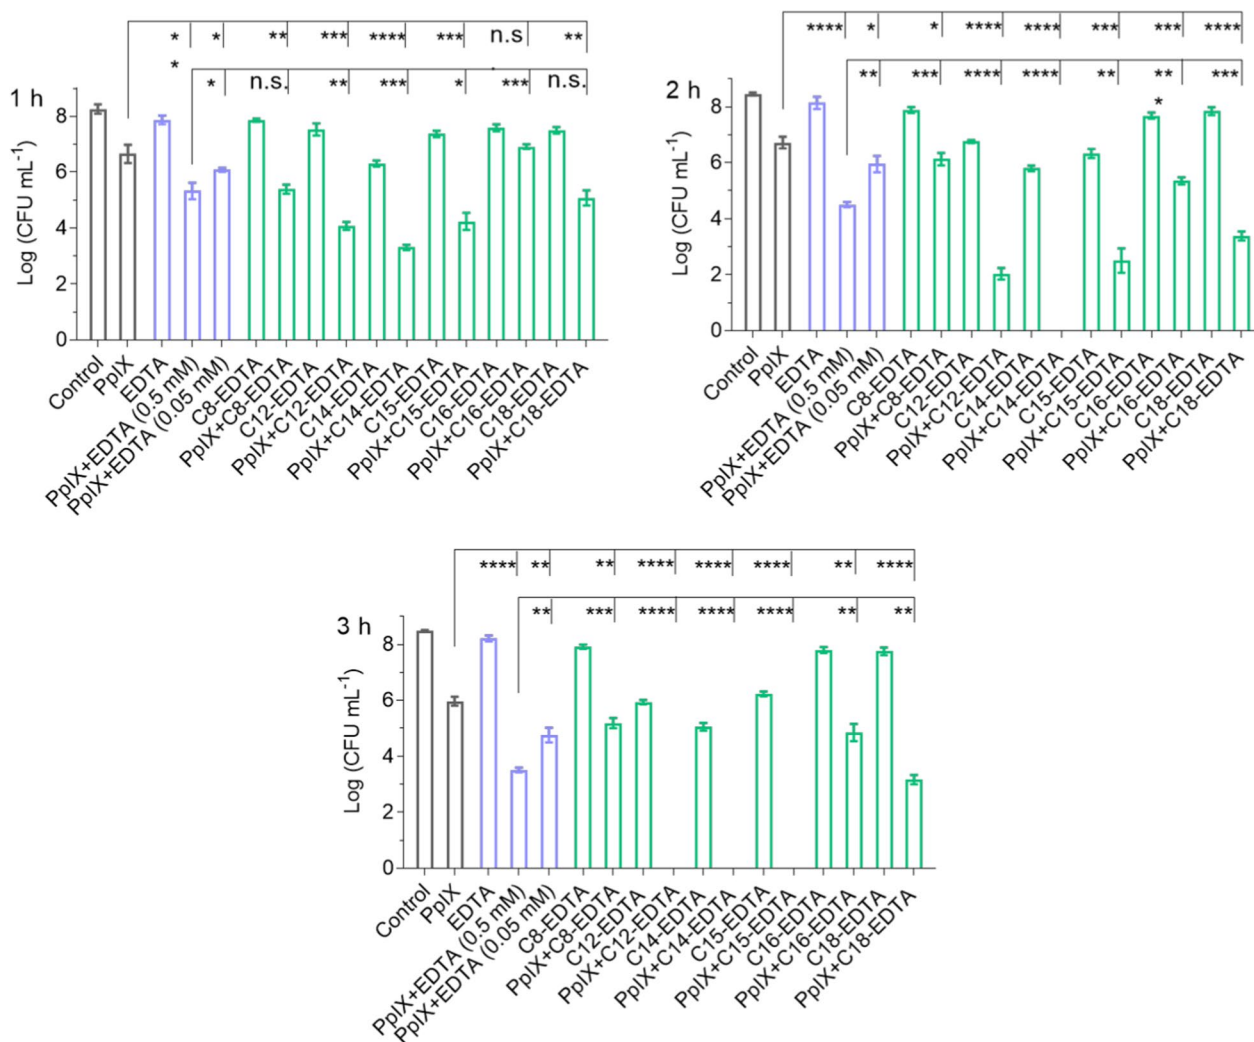 * * ** *** **** *** n.s **
*
* n.s. ** *** * *** n.s.
1 h
8
6
4
2
0
Log (CFU mL⁻¹)
Control
PpIX
EDTA
PpIX+EDTA (0.5 mM)
PpIX+EDTA (0.05 mM)
C8-EDTA
PpIX+C8-EDTA
C12-EDTA
PpIX+C12-EDTA
C14-EDTA
PpIX+C14-EDTA
C15-EDTA
PpIX+C15-EDTA
C16-EDTA
PpIX+C16-EDTA
C18-EDTA
PpIX+C18-EDTA
**** * * **** **** *** *** ****
** *** **** **** ** ** ***
*
2 h
8
6
4
2
0
Log (CFU mL⁻¹)
Control
PpIX
EDTA
PpIX+EDTA (0.5 mM)
PpIX+EDTA (0.05 mM)
C8-EDTA
PpIX+C8-EDTA
C12-EDTA
PpIX+C12-EDTA
C14-EDTA
PpIX+C14-EDTA
C15-EDTA
PpIX+C15-EDTA
C16-EDTA
PpIX+C16-EDTA
C18-EDTA
PpIX+C18-EDTA
**** ** ** **** **** **** ** ****
** *** **** **** **** ** **
3 h
8
6
4
2
0
Log (CFU mL⁻¹)
Control
PpIX
EDTA
PpIX+EDTA (0.5 mM)
PpIX+EDTA (0.05 mM)
C8-EDTA
PpIX+C8-EDTA
C12-EDTA
PpIX+C12-EDTA
C14-EDTA
PpIX+C14-EDTA
C15-EDTA
PpIX+C15-EDTA
C16-EDTA
PpIX+C16-EDTA
C18-EDTA
PpIX+C18-EDTA